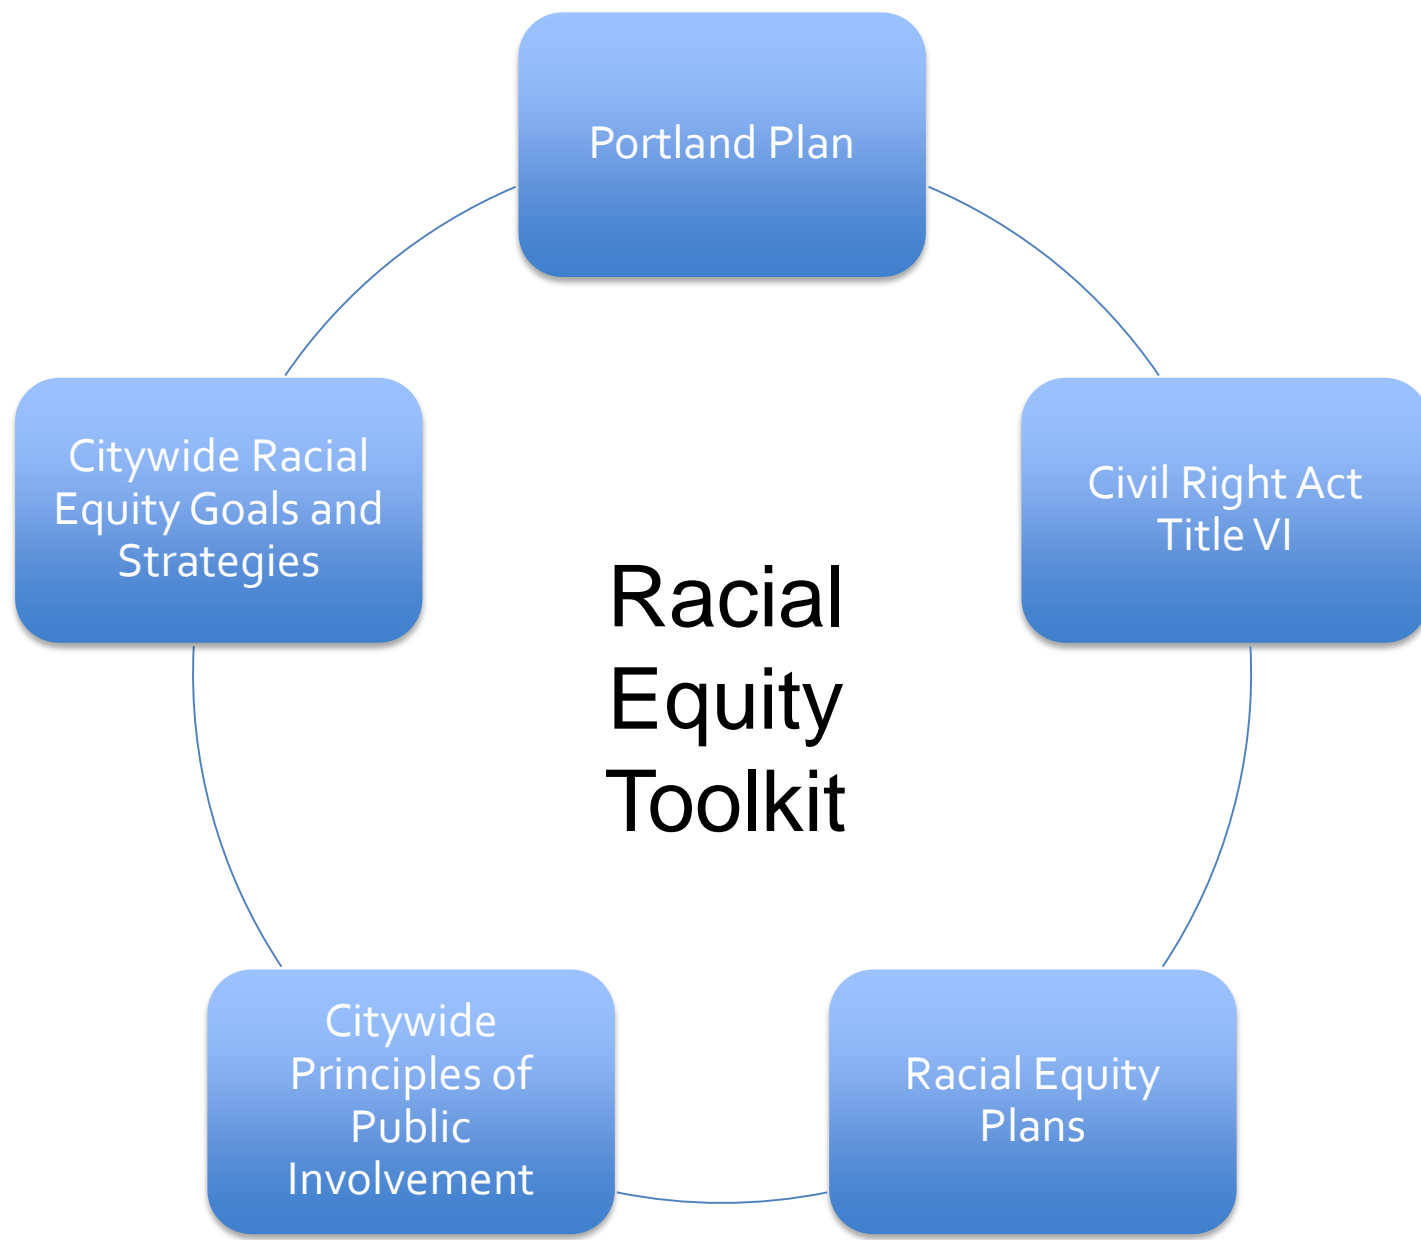 Portland Plan
Citywide Racial
Equity Goals and
Strategies
Civil Right Act
Title VI
Racial
Equity
Toolkit
Citywide
Principles of
Public
Involvement
Racial Equity
Plans